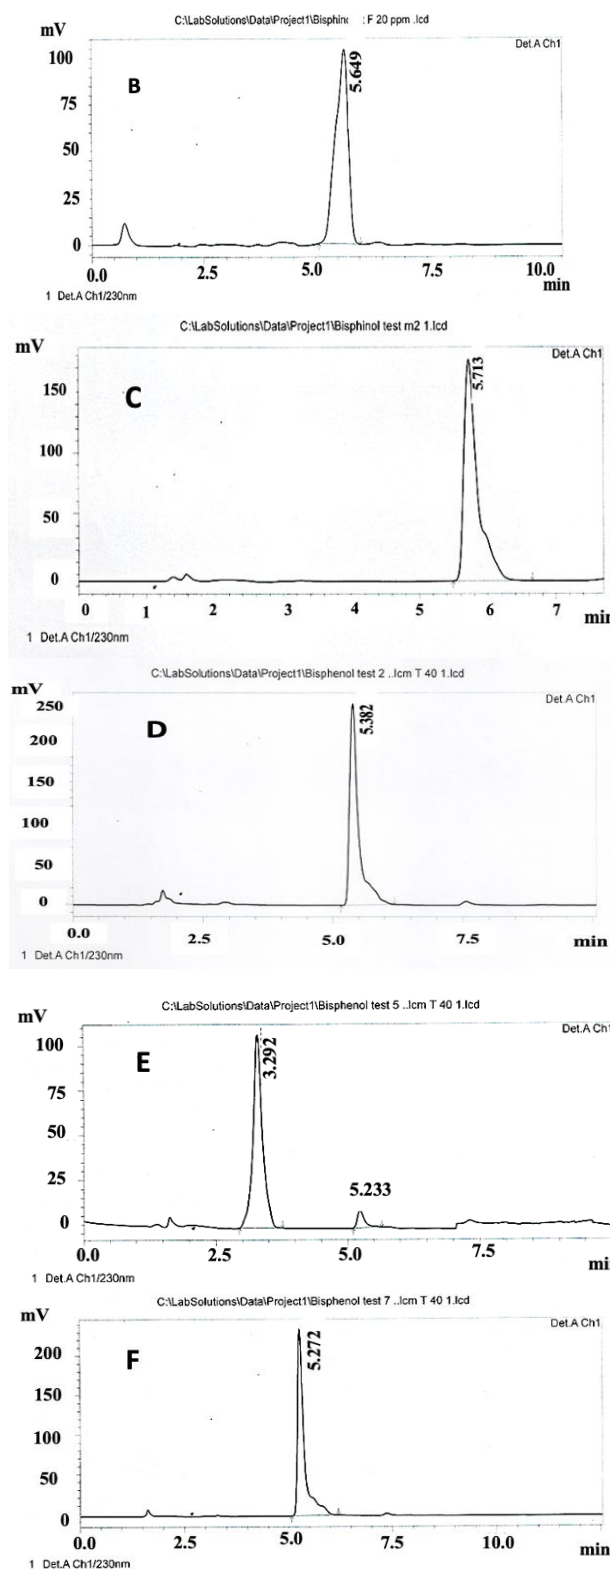 C:\LabSolutions\Data\Project1\Bisphin : F 20 ppm .lcd
mV
Det.A Ch1
100
B
5.649
75
50
25
0
0.0 2.5 5.0 7.5 10.0
min
1 Det.A Ch1/230nm
C:\LabSolutions\Data\Project1\Bisphinol test m2 1.lcd
mV
Det.A Ch1
150
C
5.713
100
50
0
0 1 2 3 4 5 6 7 min
1 Det.A Ch1/230nm
C:\LabSolutions\Data\Project1\Bisphenol test 2 ..lcm T 40 1.lcd
mV
Det.A Ch1
250
D
5.382
200
150
100
50
0
0.0 2.5 5.0 7.5 min
1 Det.A Ch1/230nm
C:\LabSolutions\Data\Project1\Bisphenol test 5 ..lcm T 40 1.lcd
mV
Det.A Ch1
100
E
3.292
75
50
25
5.233
0
0.0 2.5 5.0 7.5
min
1 Det.A Ch1/230nm
C:\LabSolutions\Data\Project1\Bisphenol test 7 ..lcm T 40 1.lcd
mV
Det.A Ch1
200
F
5.272
150
100
50
0
0.0 2.5 5.0 7.5 10.0
min
1 Det.A Ch1/230nm